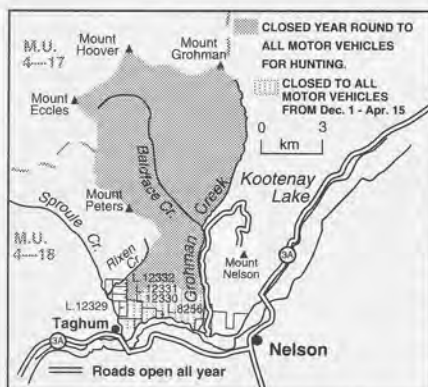 M.U.
4—17
Mount
Hoover
Mount
Grohman
CLOSED YEAR ROUND TO
ALL MOTOR VEHICLES
FOR HUNTING.
CLOSED TO ALL
MOTOR VEHICLES
FROM Dec. 1 - Apr. 15
0 3
km
Mount
Eccles
Baldface Cr.
Kootenay
Lake
Mount
Peters
Sproule Cr.
Grohman Creek
M.U.
4—18
Rixen Cr.
Mount
Nelson
3A
L.12332
L.12331
L.12329
12330
L.8256
Taghum
3A
Nelson
Roads open all year